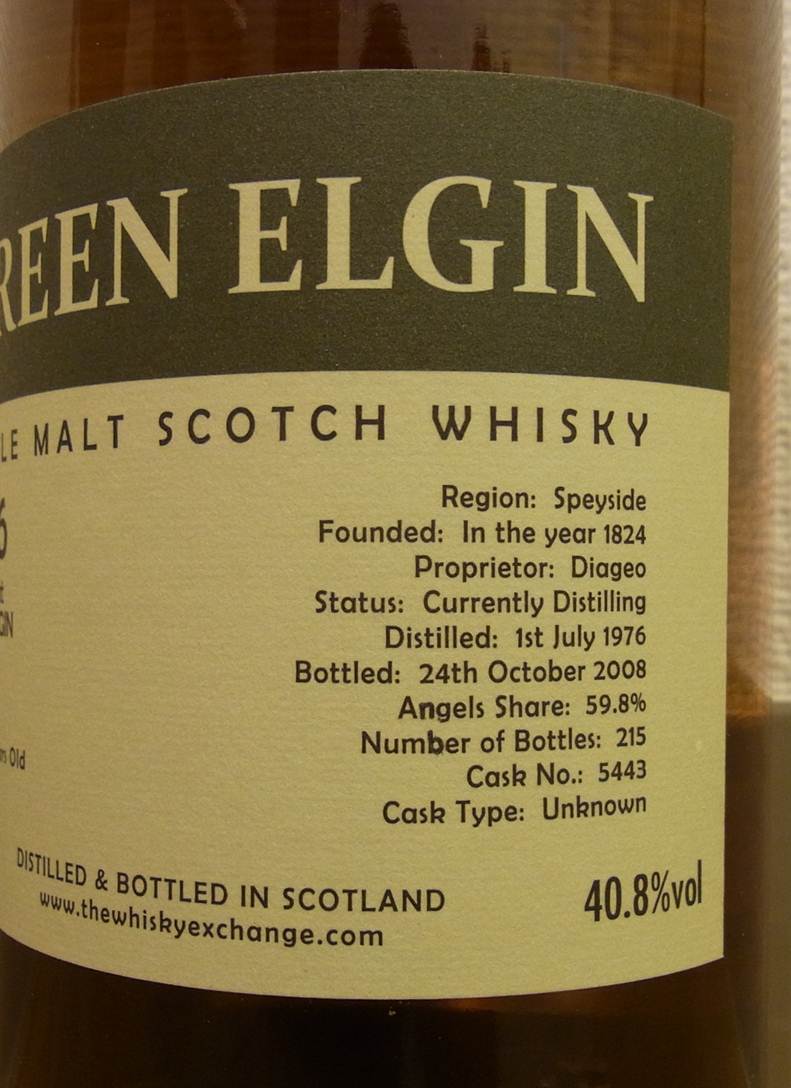 REEN ELGIN
LE MALT SCOTCH WHISKY
Region: Speyside
Founded: In the year 1824
Proprietor: Diageo
Status: Currently Distilling
Distilled: 1st July 1976
Bottled: 24th October 2008
Angels Share: 59.8%
Number of Bottles: 215
Cask No.: 5443
Cask Type: Unknown
Old
DISTILLED & BOTTLED IN SCOTLAND
www.thewhiskyexchange.com
40.8%vol